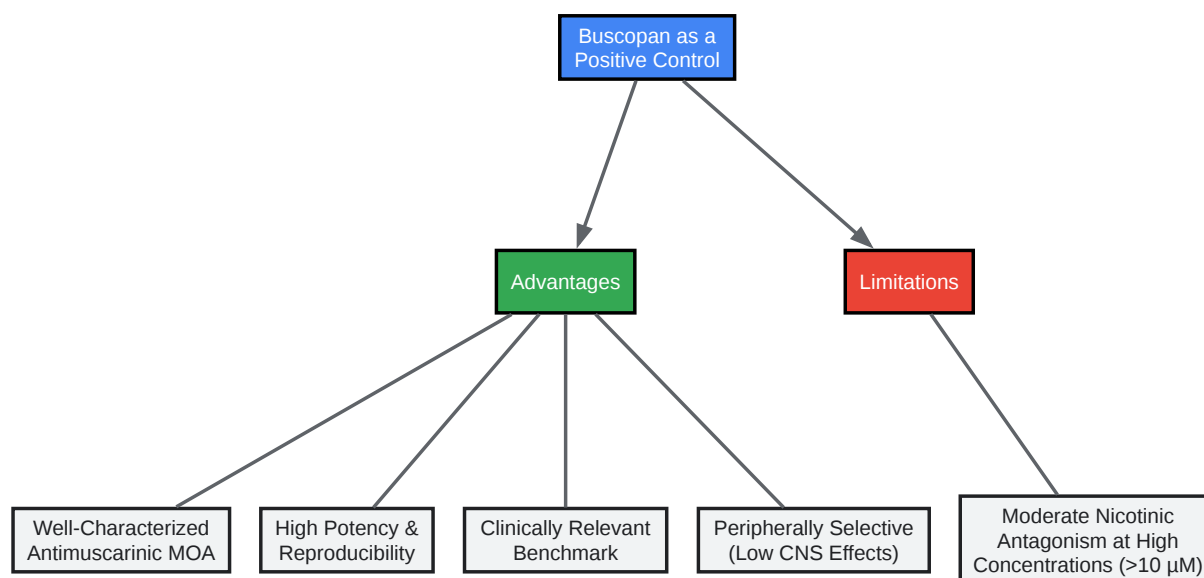 Buscopan as a
Positive Control
Advantages
Limitations
Well-Characterized
Antimuscarinic MOA
High Potency &
Reproducibility
Clinically Relevant
Benchmark
Peripherally Selective
(Low CNS Effects)
Moderate Nicotinic
Antagonism at High
Concentrations (>10 µM)